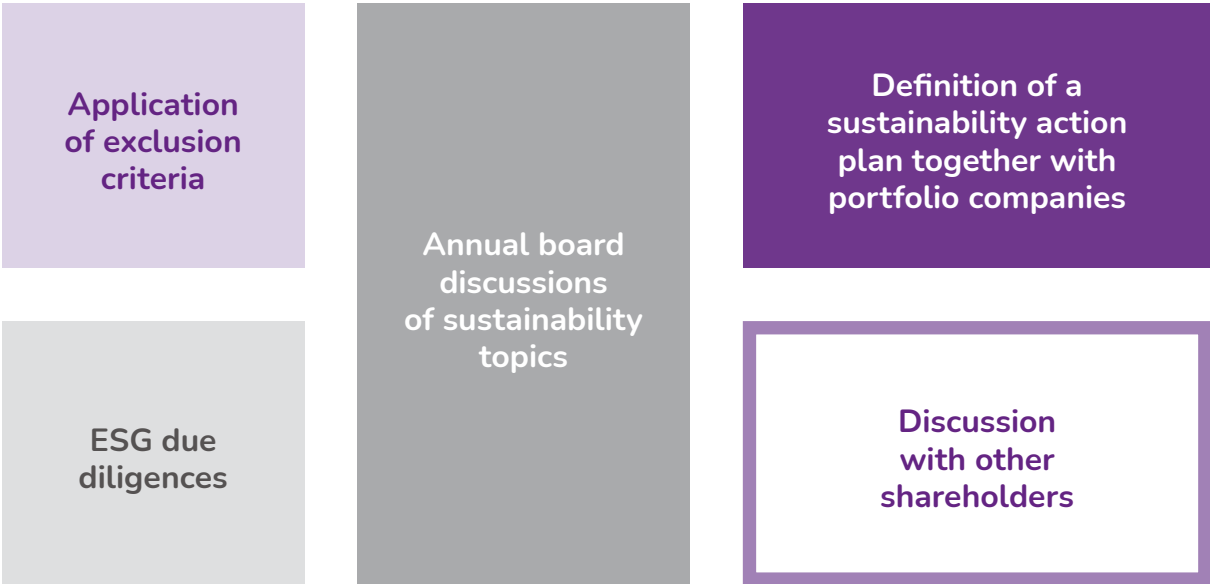 Application
of exclusion
criteria
ESG due
diligences
Annual board
discussions
of sustainability
topics
Definition of a
sustainability action
plan together with
portfolio companies
Discussion
with other
shareholders